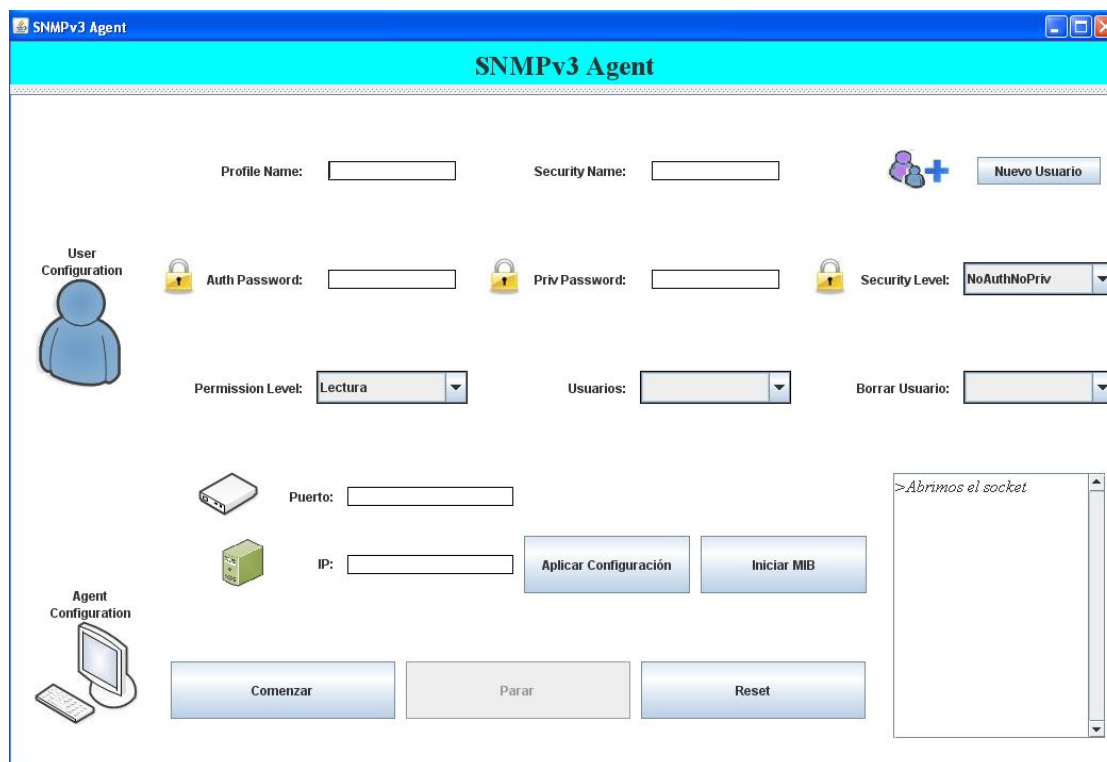 SNMPv3 Agent
SNMPv3 Agent
Profile Name:
Security Name:
Nuevo Usuario
User
Configuration
Auth Password:
Priv Password:
Security Level:
NoAuthNoPriv
Permission Level:
Lectura
Usuarios:
Borrar Usuario:
Puerto:
>Abrimos el socket
IP:
Aplicar Configuración
Iniciar MIB
Agent
Configuration
Comenzar
Parar
Reset